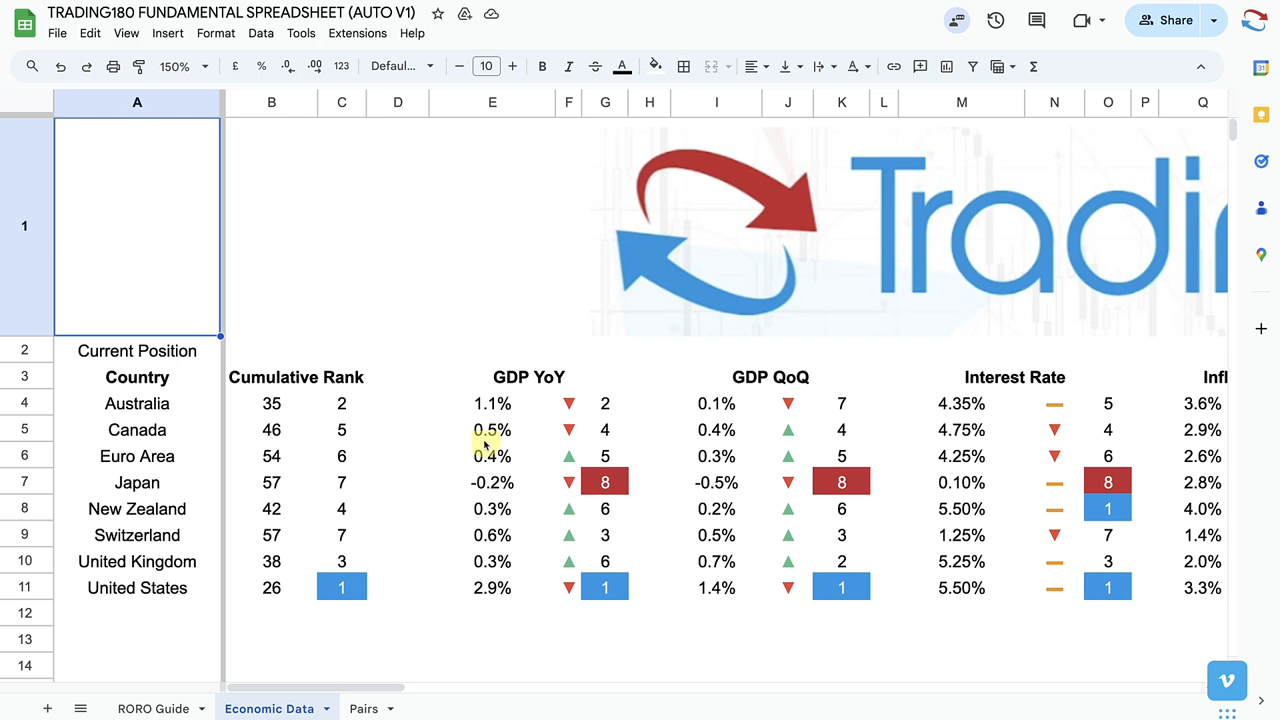 TRADING180 FUNDAMENTAL SPREADSHEET (AUTO V1)
File Edit View Insert Format Data Tools Extensions Help
Share
150% £ % .0 .00 123 Defaul... 10 B I S A Σ
A B C D E F G H I J K L M N O P Q
1
Tradi
2 Current Position
3 Country Cumulative Rank GDP YoY GDP QoQ Interest Rate Infl
4 Australia 35 2 1.1% 2 0.1% 7 4.35% 5 3.6%
5 Canada 46 5 0.5% 4 0.4% 4 4.75% 4 2.9%
6 Euro Area 54 6 0.4% 5 0.3% 5 4.25% 6 2.6%
7 Japan 57 7 -0.2% 8 -0.5% 8 0.10% 8 2.8%
8 New Zealand 42 4 0.3% 6 0.2% 6 5.50% 1 4.0%
9 Switzerland 57 7 0.6% 3 0.5% 3 1.25% 7 1.4%
10 United Kingdom 38 3 0.3% 6 0.7% 2 5.25% 3 2.0%
11 United States 26 1 2.9% 1 1.4% 1 5.50% 1 3.3%
12
13
14
RORO Guide Economic Data Pairs